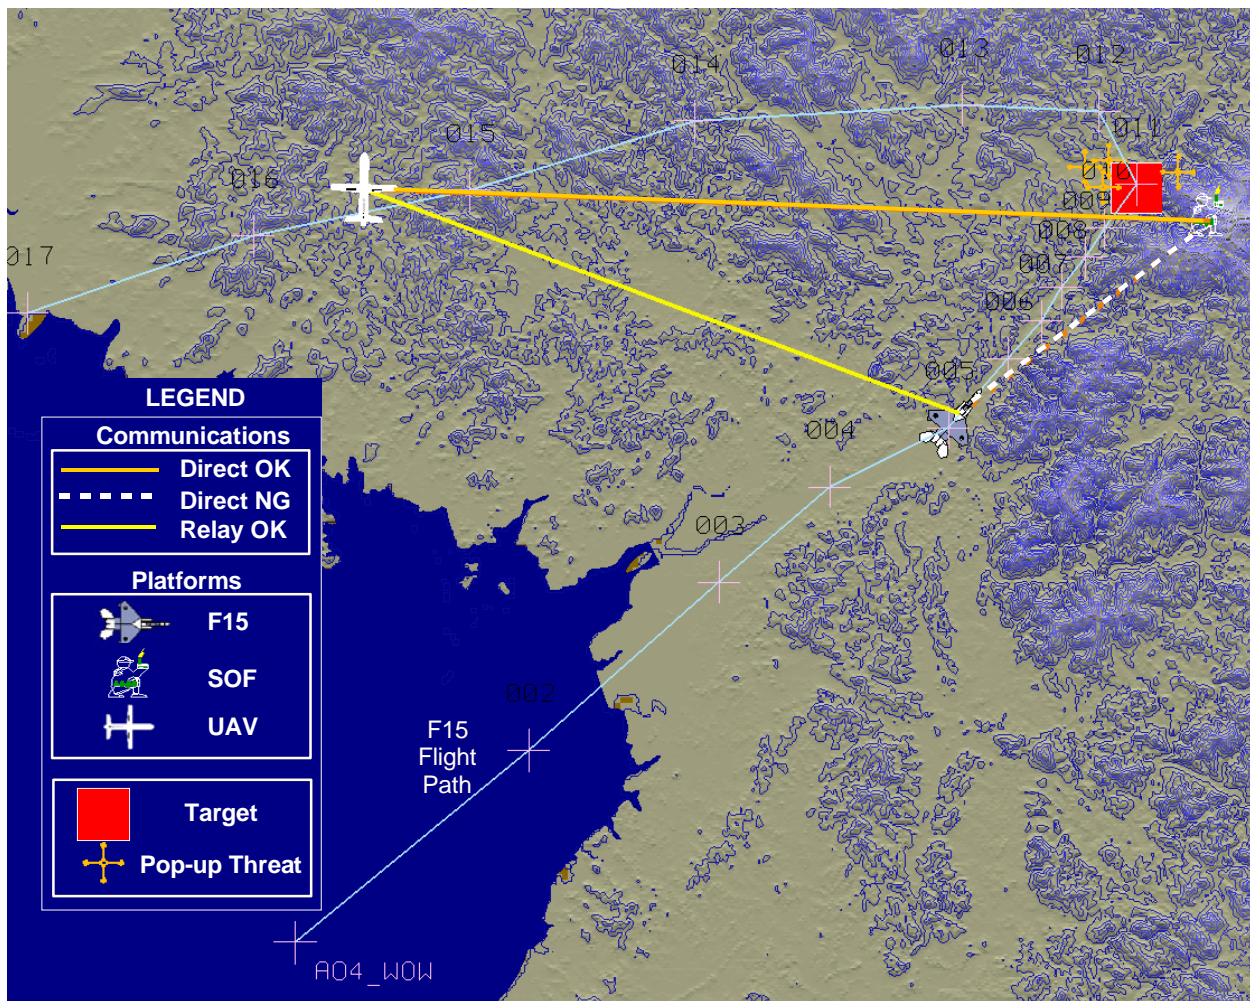 013
012
014
011
015
010
016
009
008
017
007
006
005
004
003
002
F15
Flight
Path
A04_WOW
LEGEND
Communications
Direct OK
Direct NG
Relay OK
Platforms
F15
SOF
UAV
Target
Pop-up Threat